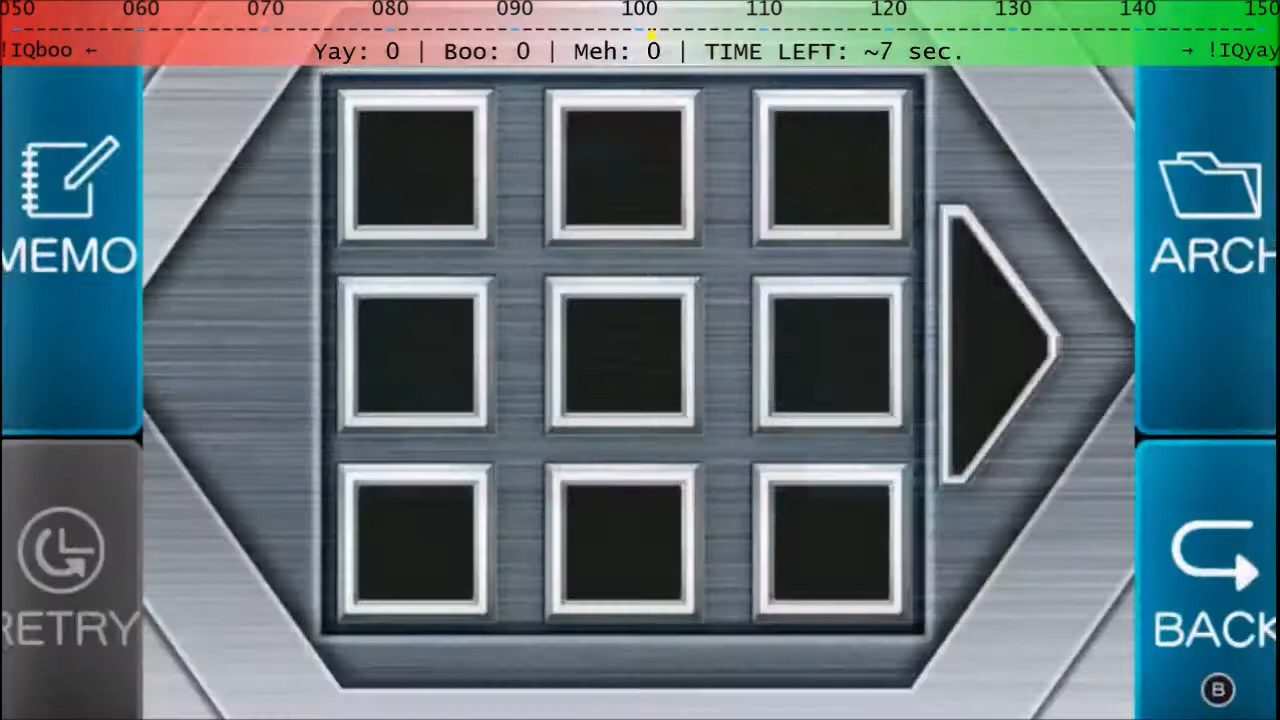 050 060 070 080 090 100 110 120 130 140 150
!IQboo ← Yay: 0 | Boo: 0 | Meh: 0 | TIME LEFT: ~7 sec. → !IQyay
MEMO
ARCH
RETRY
BACK
B